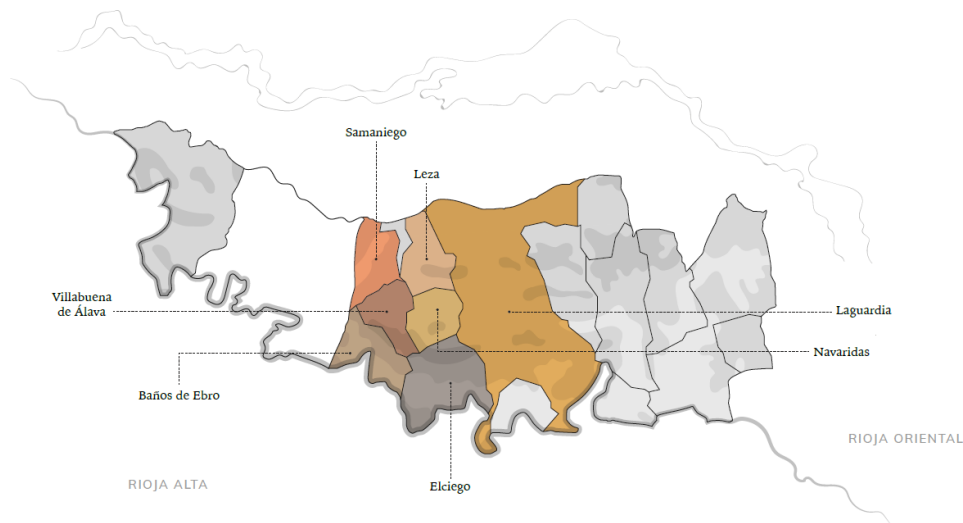 Samaniego
Leza
Villabuena
de Álava
Laguardia
Navaridas
Baños de Ebro
RIOJA ORIENTAL
RIOJA ALTA
Elciego